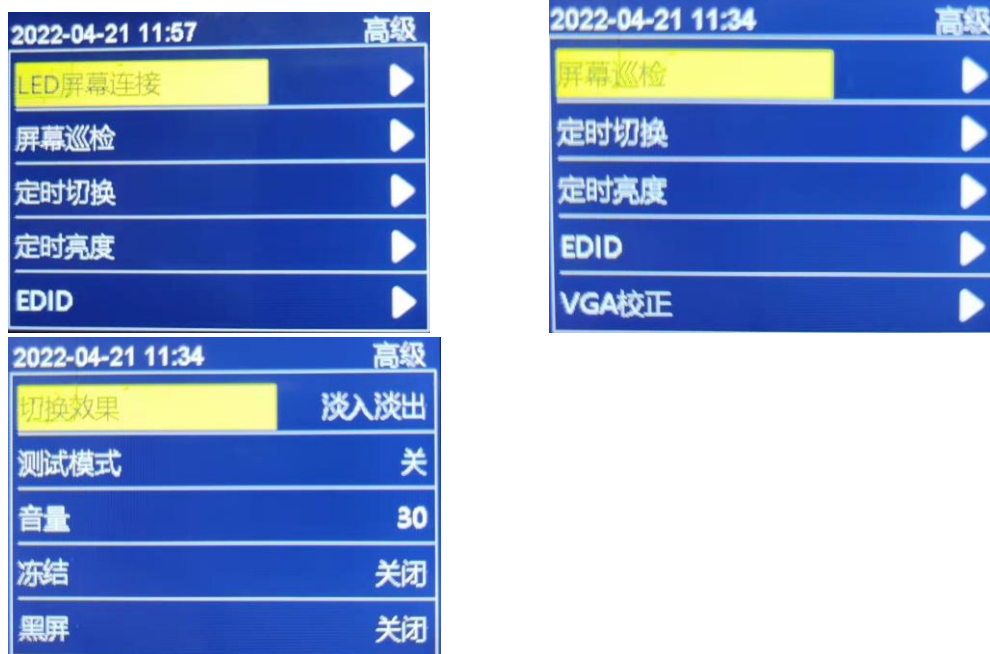 2022-04-21 11:57 高级
LED屏幕连接
屏幕巡检
定时切换
定时亮度
EDID
2022-04-21 11:34 高级
屏幕巡检
定时切换
定时亮度
EDID
VGA校正
2022-04-21 11:34 高级
切换效果 淡入淡出
测试模式 关
音量 30
冻结 关闭
黑屏 关闭